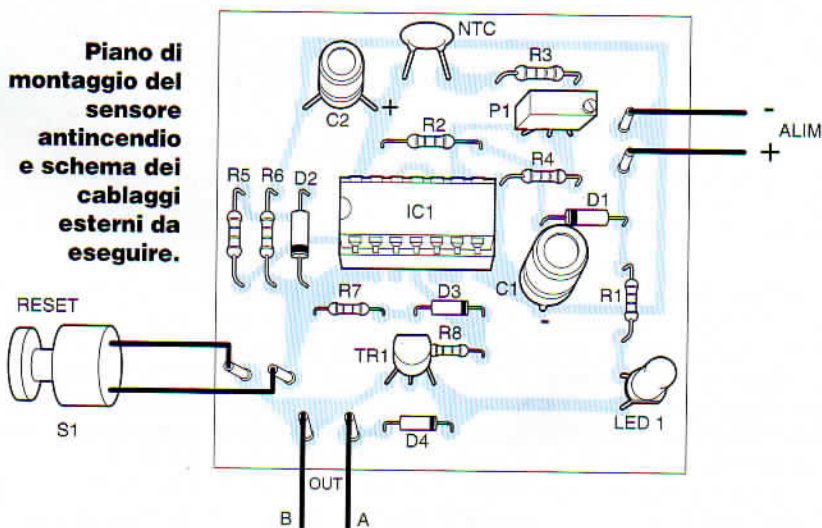 Piano di
montaggio del
sensore
antincendio
e schema dei
cablaggi
esterni da
eseguire.
NTC
R3
C2
+
P1
-
ALIM
+
R2
R4
R5
R6
D2
IC1
D1
C1
-
R1
R7
D3
RESET
TR1
R8
S1
LED 1
D4
OUT
B
A